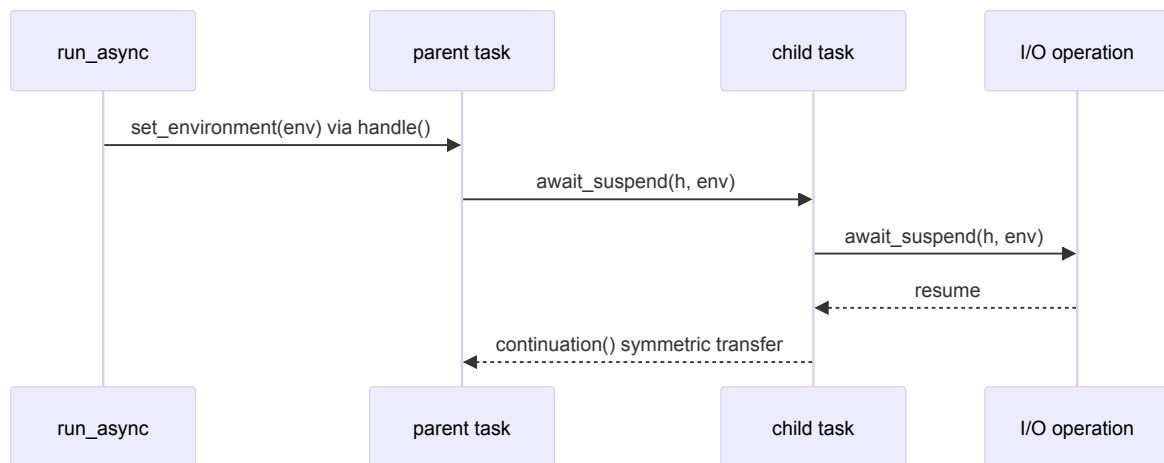 run_async parent task child task I/O operation
set_environment(env) via handle()
await_suspend(h, env)
await_suspend(h, env)
resume
continuation() symmetric transfer
run_async parent task child task I/O operation